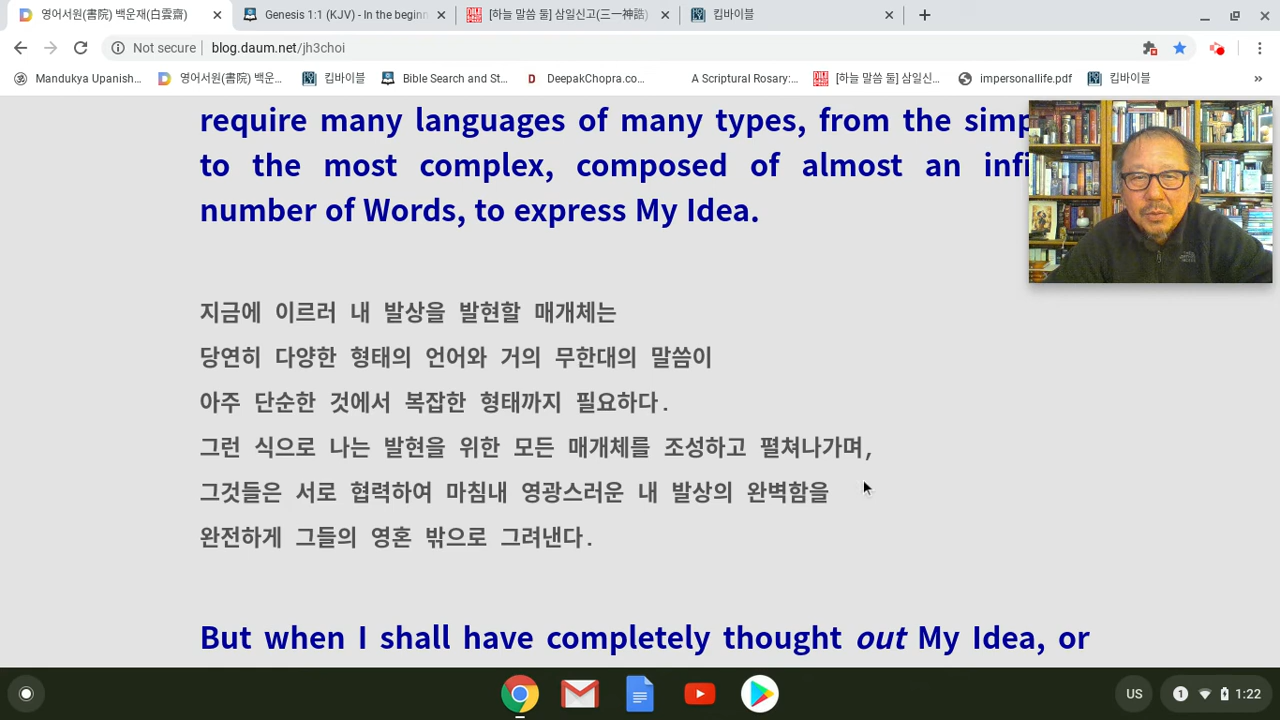 영어서원(書院) 백운재(白雲齋)
Genesis 1:1 (KJV) - In the beginn
[하늘 말씀 둘] 삼일신고(三一神誥)
킵바이블
Not secure
blog.daum.net/jh3choi
Mandukya Upanish...
영어서원(書院) 백운...
킵바이블
Bible Search and St...
DeepakChopra.co...
A Scriptural Rosary:...
[하늘 말씀 둘] 삼일신...
impersonallife.pdf
킵바이블
require many languages of many types, from the simp
to the most complex, composed of almost an infi
number of Words, to express My Idea.
지금에 이르러 내 발상을 발현할 매개체는
당연히 다양한 형태의 언어와 거의 무한대의 말씀이
아주 단순한 것에서 복잡한 형태까지 필요하다.
그런 식으로 나는 발현을 위한 모든 매개체를 조성하고 펼쳐나가며,
그것들은 서로 협력하여 마침내 영광스러운 내 발상의 완벽함을
완전하게 그들의 영혼 밖으로 그려낸다.
But when I shall have completely thought out My Idea, or
US
1
1:22